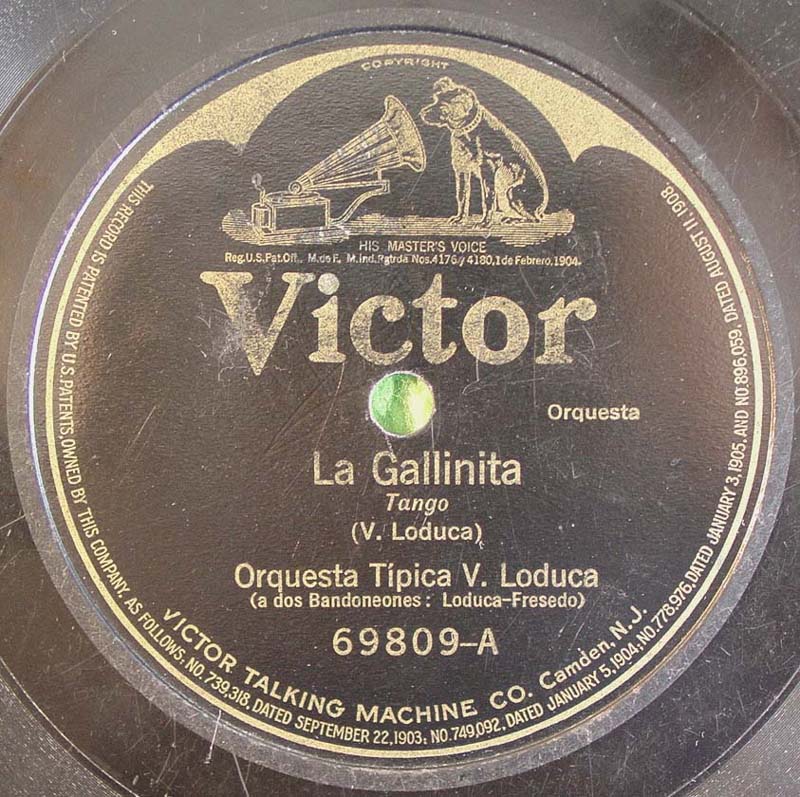 COPYRIGHT
HIS MASTER'S VOICE
Reg.U.S.Pat.Off. M.de F. M.Ind.Rgtrda Nos.4176 y 4180,1 de Febrero,1904.
Victor
Orquesta
La Gallinita
Tango
(V. Loduca)
Orquesta Típica V. Loduca
(a dos Bandoneones: Loduca-Fresedo)
69809-A
VICTOR TALKING MACHINE CO. Camden, N.J.
THIS RECORD IS PATENTED BY U.S. PATENTS, OWNED BY THIS COMPANY, AS FOLLOWS: NO. 739,318, DATED SEPTEMBER 22,1903; NO.749,092, DATED JANUARY 5,1904; NO.778,976, DATED JANUARY 3,1905, AND NO.896,059, DATED AUGUST 11, 1908